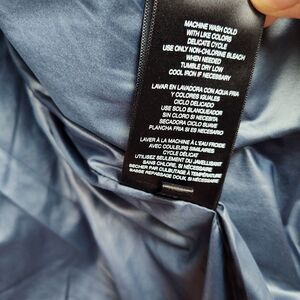 MACHINE WASH COLD
WITH LIKE COLORS
DELICATE CYCLE
USE ONLY NON-CHLORINE BLEACH
WHEN NEEDED
TUMBLE DRY LOW
COOL IRON IF NECESSARY
LAVAR EN LAVADORA CON AQUA FRIA
Y COLORES IGUALES
CICLO DELICADO
USE SOLO BLANQUEADOR
SIN CLORO SI NECESITA
SECADORA CICLO SUAVE
PLANCHA FRIA SI ES NECESARIO
LAVER À LA MACHINE À L'EAU FROIDE
AVEC COULEURS SIMILAIRES
CYCLE DÉLICAT
UTILISEZ SEULEMENT DU JAVELLISANT
SANS CHLORE, SI NÉCESSAIRE
SÉCHER PAR CULBUTAGE À TEMPÉRATURE
BASSE REPASSAGE DOUX, SI NÉCESSAIRE